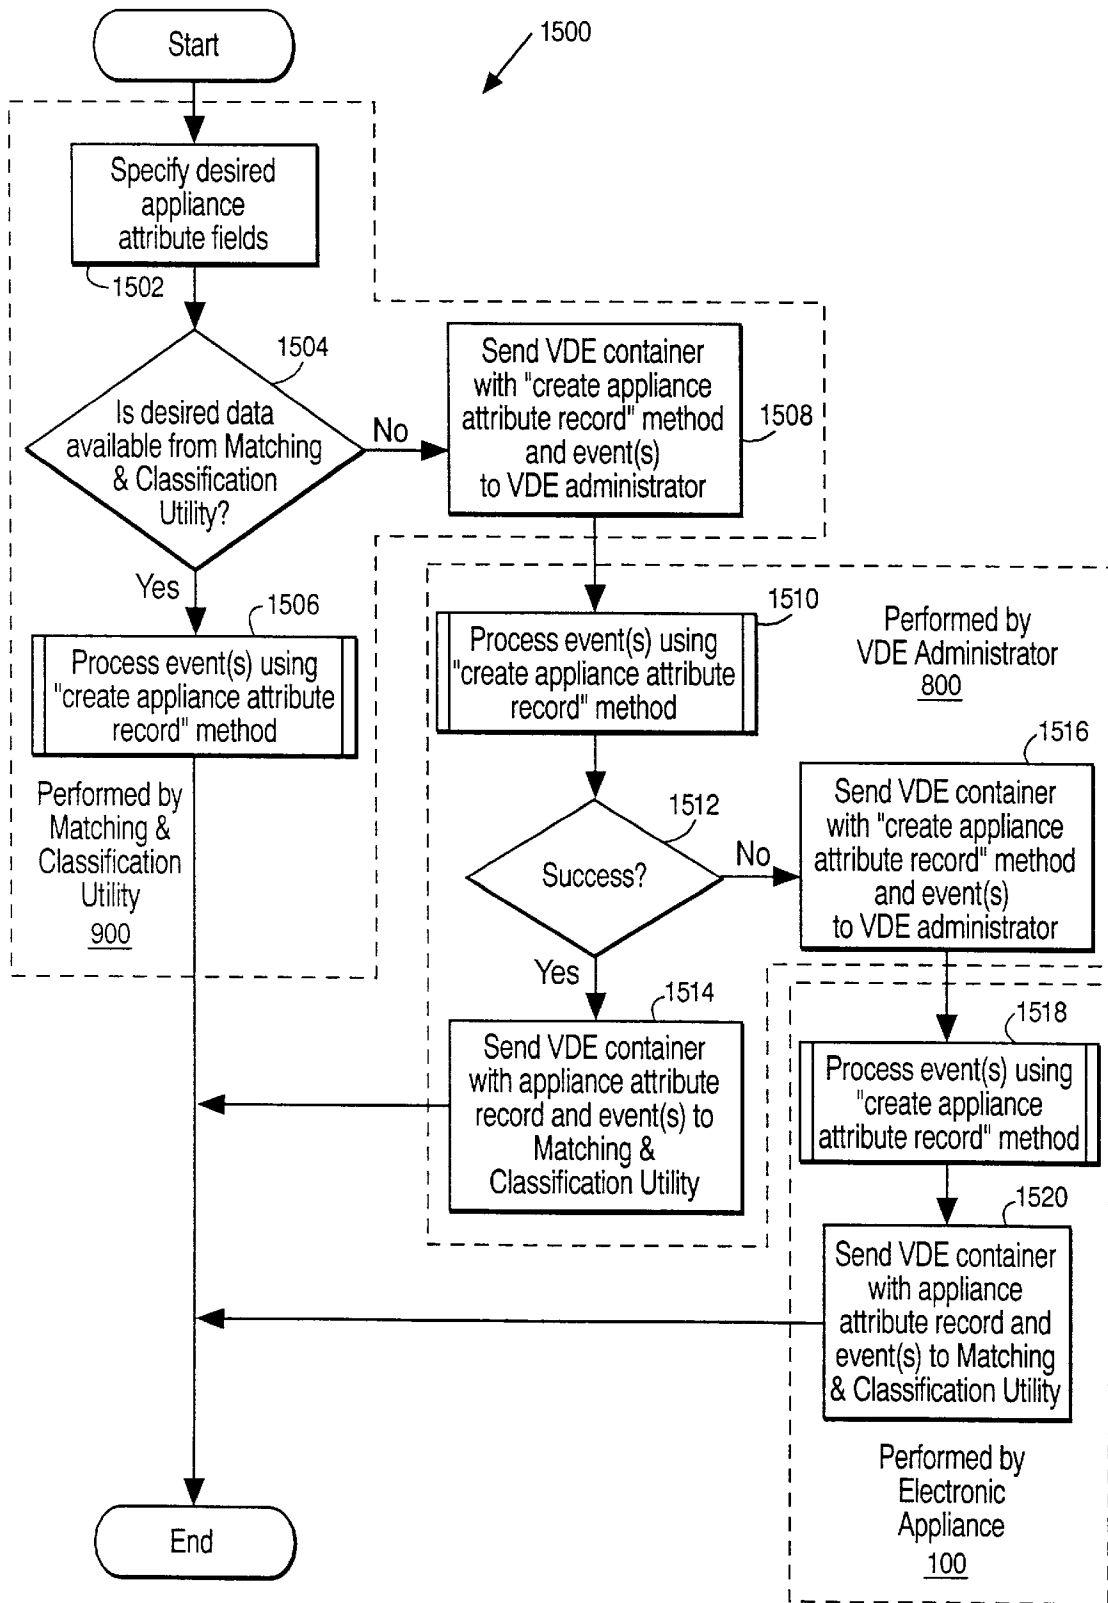 Start
1500
Specify desired
appliance
attribute fields
1502
1504
Is desired data
available from Matching
& Classification
Utility?
No
Yes
Send VDE container
with "create appliance
attribute record" method
and event(s)
to VDE administrator
1508
1506
Process event(s) using
"create appliance attribute
record" method
Performed by
Matching &
Classification
Utility
900
1510
Process event(s) using
"create appliance attribute
record" method
Performed by
VDE Administrator
800
1512
Success?
No
Yes
1516
Send VDE container
with "create appliance
attribute record" method
and event(s)
to VDE administrator
1514
Send VDE container
with appliance attribute
record and event(s) to
Matching &
Classification Utility
1518
Process event(s) using
"create appliance
attribute record" method
1520
Send VDE container
with appliance
attribute record and
event(s) to Matching
& Classification Utility
Performed by
Electronic
Appliance
100
End